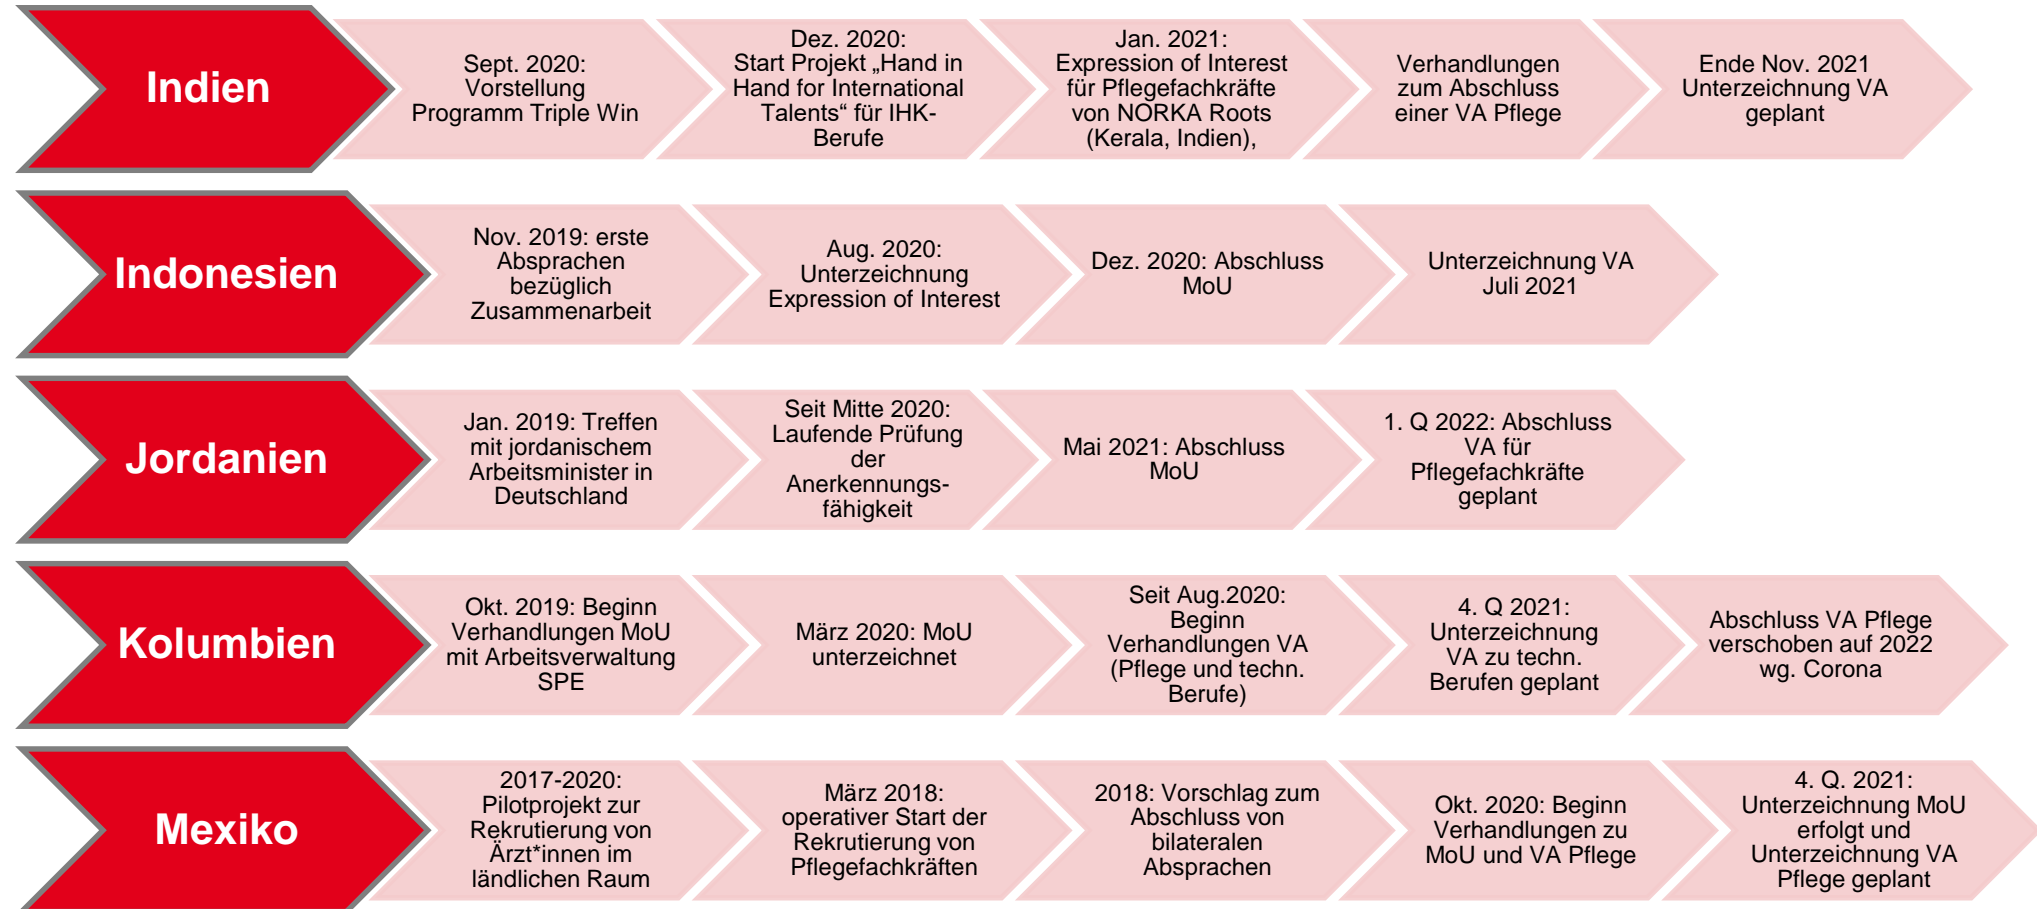 Indien
Sept. 2020:
Vorstellung
Programm Triple Win
Dez. 2020:
Start Projekt „Hand in
Hand for International
Talents“ für IHK-
Berufe
Jan. 2021:
Expression of Interest
für Pflegefachkräfte
von NORKA Roots
(Kerala, Indien),
Verhandlungen
zum Abschluss
einer VA Pflege
Ende Nov. 2021
Unterzeichnung VA
geplant
Indonesien
Nov. 2019: erste
Absprachen
bezüglich
Zusammenarbeit
Aug. 2020:
Unterzeichnung
Expression of Interest
Dez. 2020: Abschluss
MoU
Unterzeichnung VA
Juli 2021
Jordanien
Jan. 2019: Treffen
mit jordanischem
Arbeitsminister in
Deutschland
Seit Mitte 2020:
Laufende Prüfung
der
Anerkennungs-
fähigkeit
Mai 2021: Abschluss
MoU
1. Q 2022: Abschluss
VA für
Pflegefachkräfte
geplant
Kolumbien
Okt. 2019: Beginn
Verhandlungen MoU
mit Arbeitsverwaltung
SPE
März 2020: MoU
unterzeichnet
Seit Aug.2020:
Beginn
Verhandlungen VA
(Pflege und techn.
Berufe)
4. Q 2021:
Unterzeichnung
VA zu techn.
Berufen geplant
Abschluss VA Pflege
verschoben auf 2022
wg. Corona
Mexiko
2017-2020:
Pilotprojekt zur
Rekrutierung von
Ärzt*innen im
ländlichen Raum
März 2018:
operativer Start der
Rekrutierung von
Pflegefachkräften
2018: Vorschlag zum
Abschluss von
bilateralen
Absprachen
Okt. 2020: Beginn
Verhandlungen zu
MoU und VA Pflege
4. Q. 2021:
Unterzeichnung MoU
erfolgt und
Unterzeichnung VA
Pflege geplant